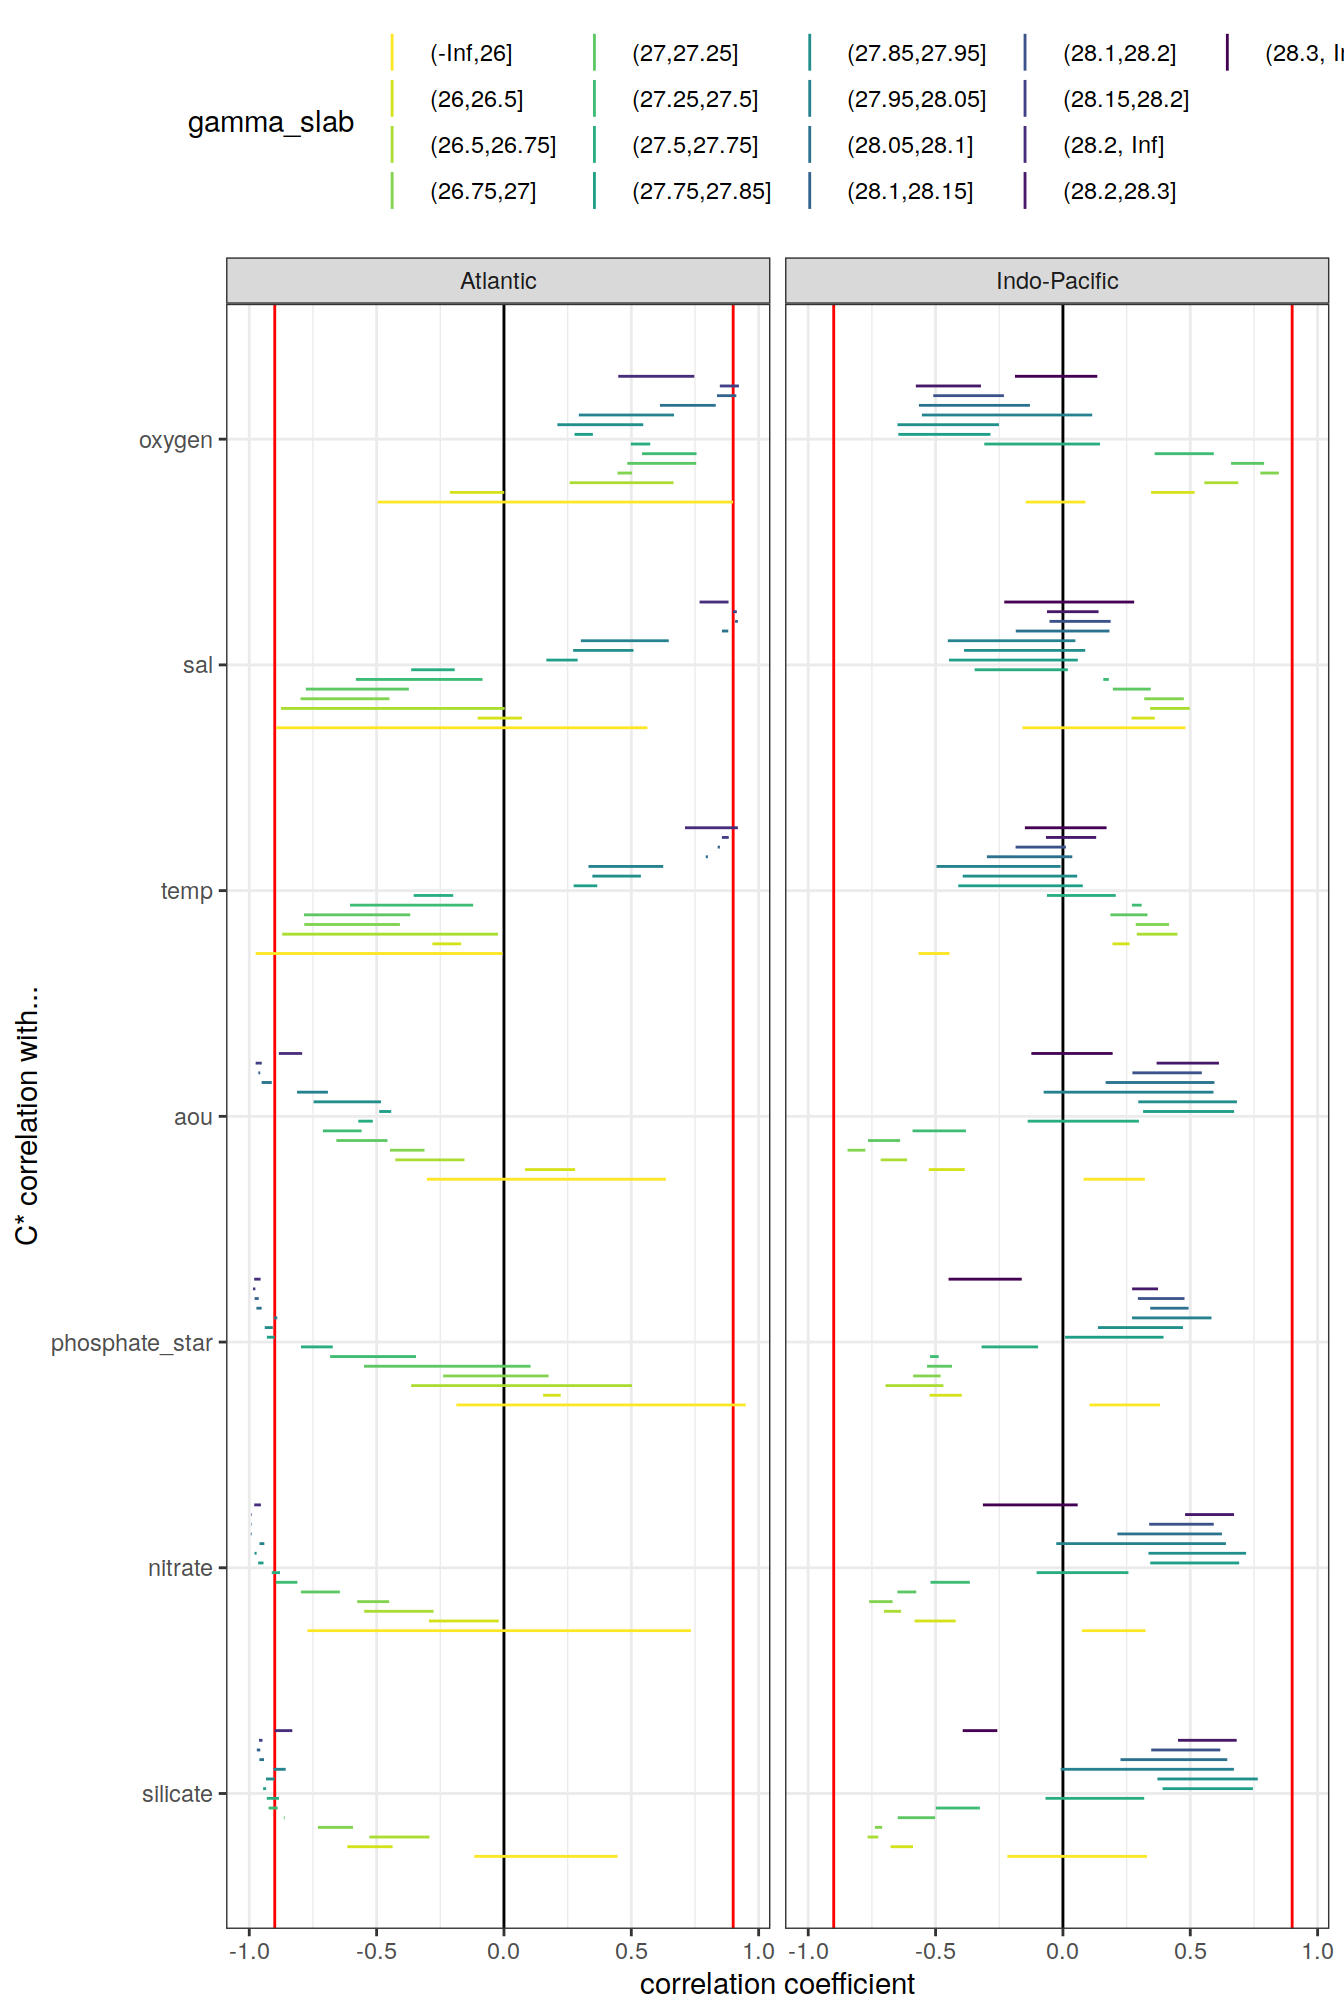 (-Inf,26] (27,27.25] (27.85,27.95] (28.1,28.2] (28.3, I
(26,26.5] (27.25,27.5] (27.95,28.05] (28.15,28.2]
gamma_slab
(26.5,26.75] (27.5,27.75] (28.05,28.1] (28.2, Inf]
(26.75,27] (27.75,27.85] (28.1,28.15] (28.2,28.3]
Atlantic Indo-Pacific
oxygen
sal
temp
aou
phosphate_star
nitrate
silicate
C* correlation with...
-1.0 -0.5 0.0 0.5 1.0 -1.0 -0.5 0.0 0.5 1.0
correlation coefficient